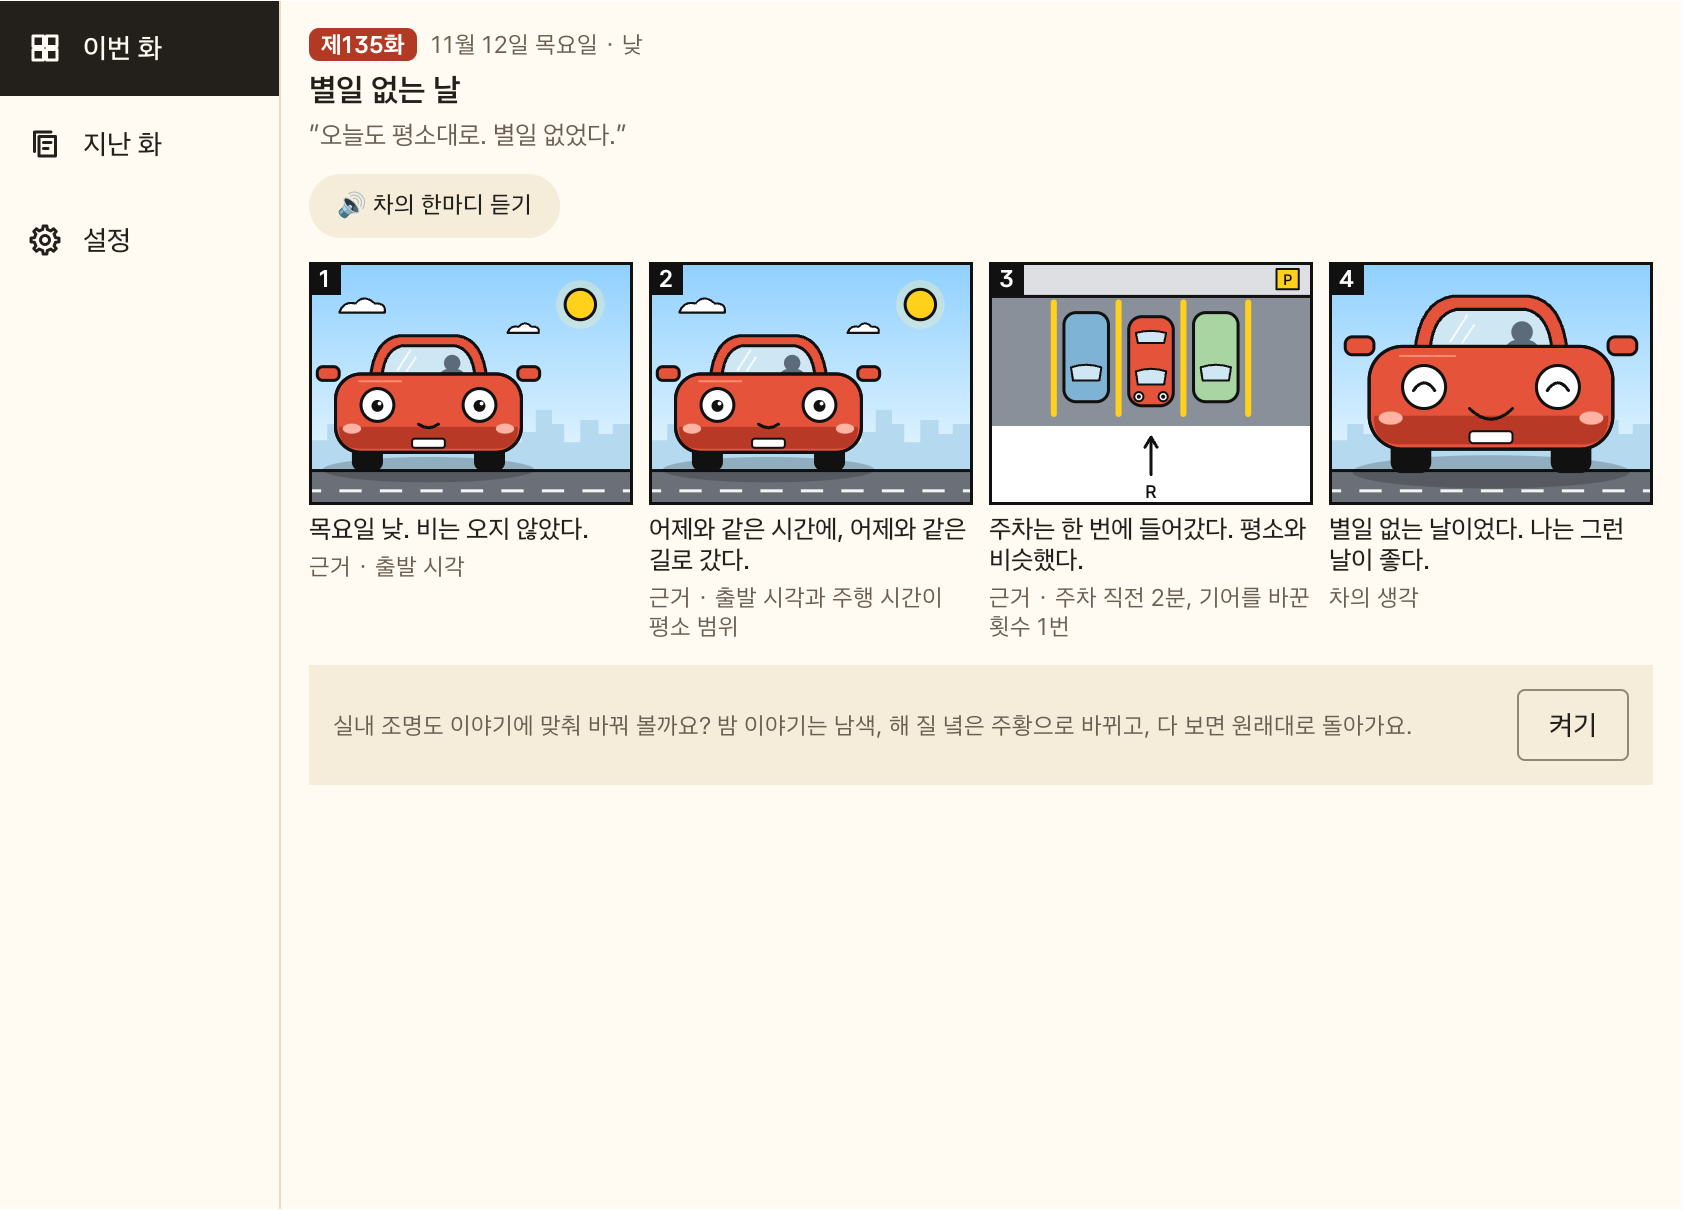 이번 화
지난 화
설정
제135화 11월 12일 목요일 · 낮
별일 없는 날
"오늘도 평소대로. 별일 없었다."
🔊 차의 한마디 듣기
1
목요일 낮. 비는 오지 않았다.
근거 · 출발 시각
2
어제와 같은 시간에, 어제와 같은
길로 갔다.
근거 · 출발 시각과 주행 시간이
평소 범위
3
P
R
주차는 한 번에 들어갔다. 평소와
비슷했다.
근거 · 주차 직전 2분, 기어를 바꾼
횟수 1번
4
별일 없는 날이었다. 나는 그런
날이 좋다.
차의 생각
실내 조명도 이야기에 맞춰 바꿔 볼까요? 밤 이야기는 남색, 해 질 녘은 주황으로 바뀌고, 다 보면 원래대로 돌아가요.
켜기